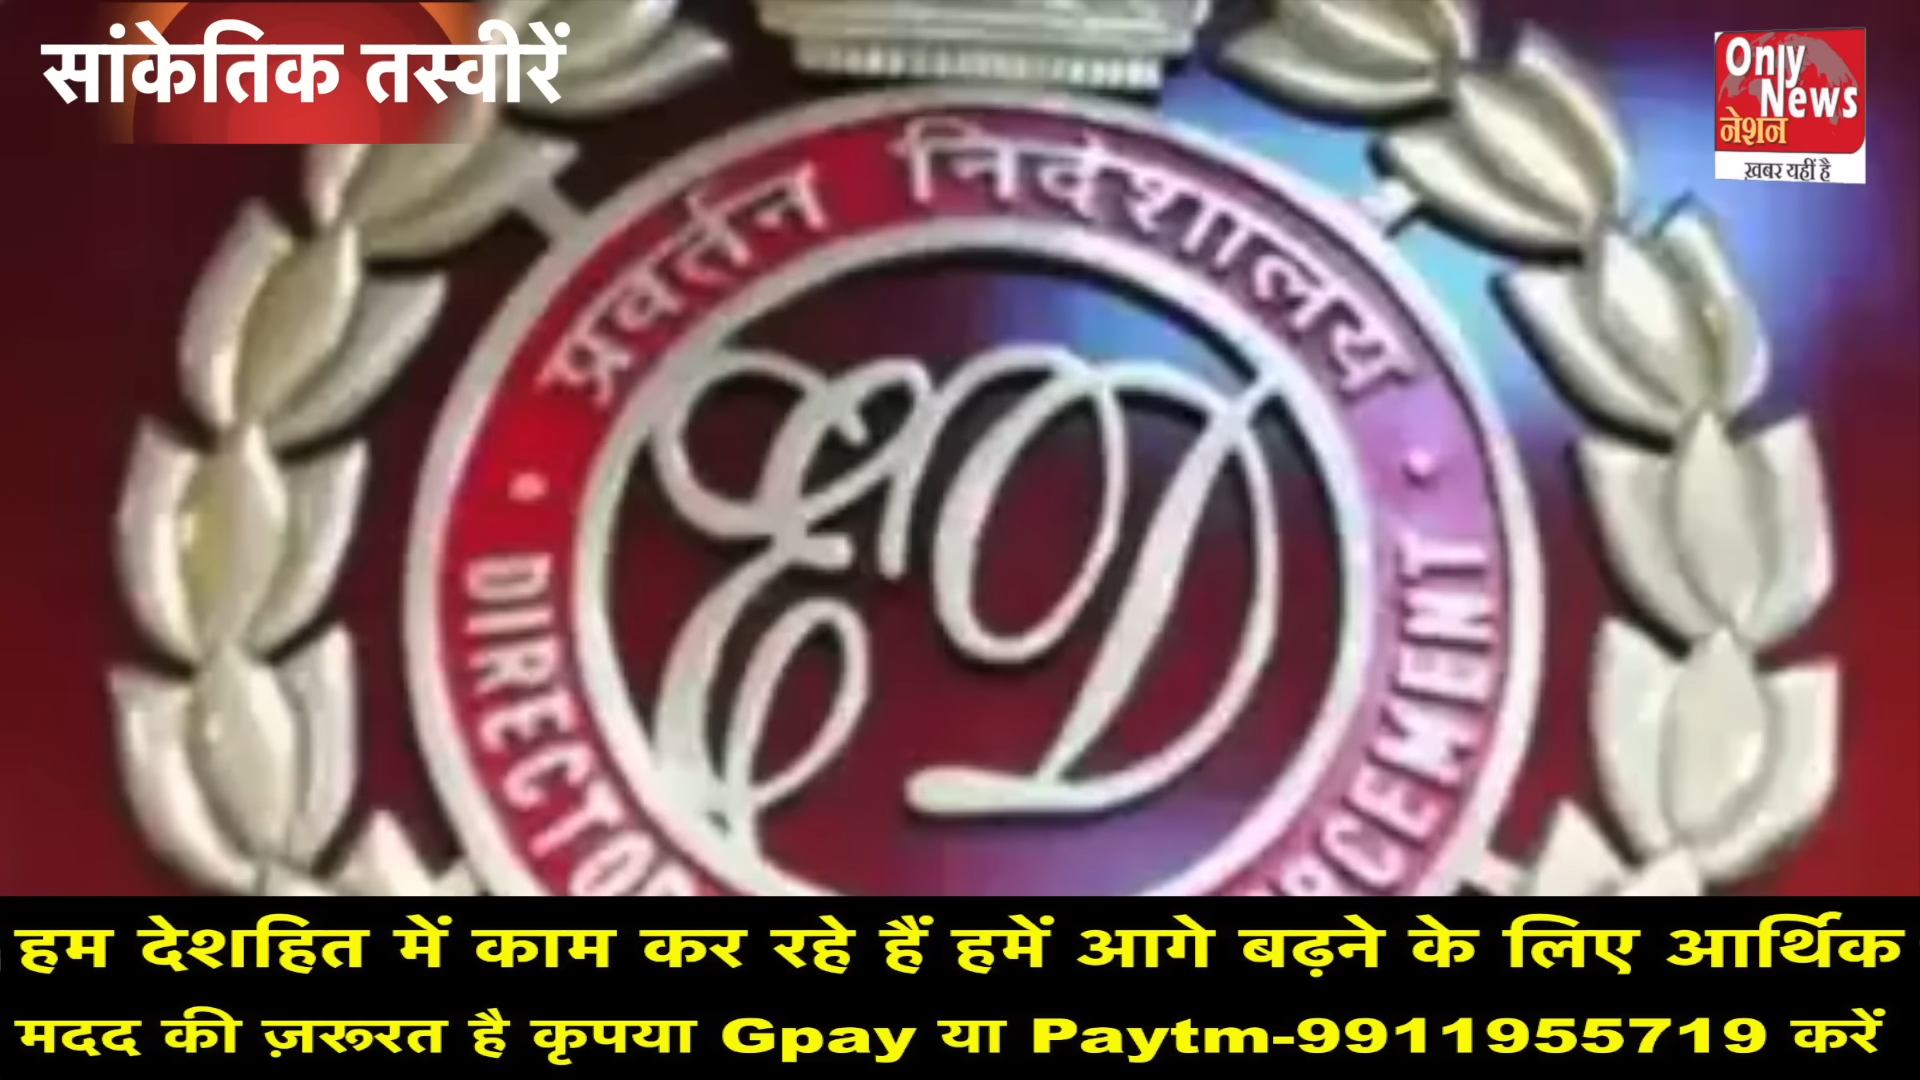 सांकेतिक तस्वीरें
Only
News
नेशन
ख़बर यहीं है
प्रवर्तन निदेशालय
ED
DIRECTO
RCEMENT
हम देशहित में काम कर रहे हैं हमें आगे बढ़ने के लिए आर्थिक
मदद की ज़रूरत है कृपया Gpay या Paytm-9911955719 करें